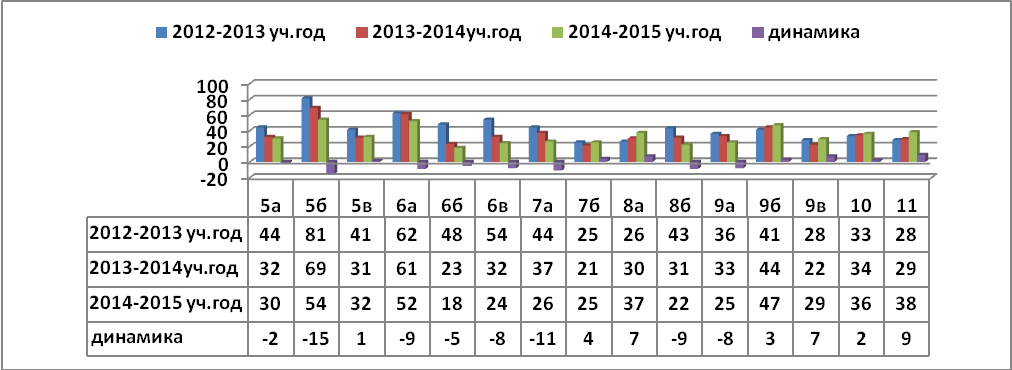 2012-2013 уч.год 2013-2014уч.год 2014-2015 уч.год динамика
100
80
60
40
20
0
-20
5а 5б 5в 6а 6б 6в 7а 7б 8а 8б 9а 9б 9в 10 11
2012-2013 уч.год 44 81 41 62 48 54 44 25 26 43 36 41 28 33 28
2013-2014уч.год 32 69 31 61 23 32 37 21 30 31 33 44 22 34 29
2014-2015 уч.год 30 54 32 52 18 24 26 25 37 22 25 47 29 36 38
динамика -2 -15 1 -9 -5 -8 -11 4 7 -9 -8 3 7 2 9